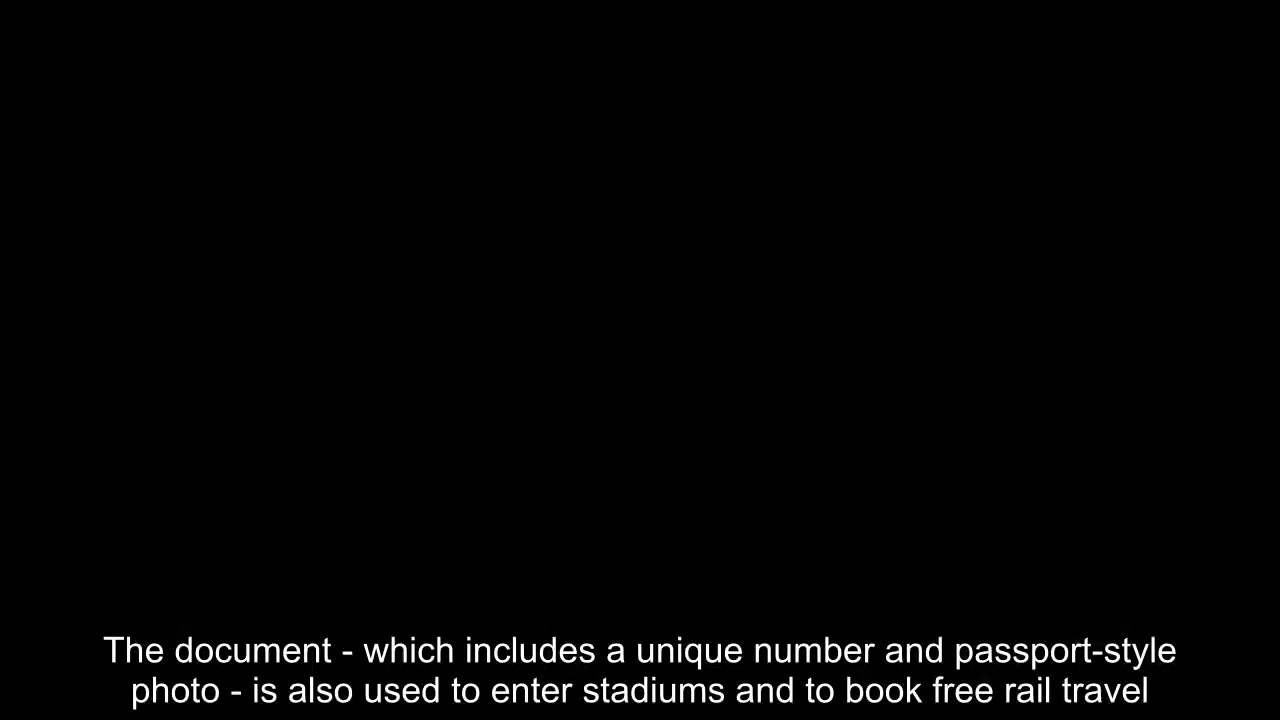 The document - which includes a unique number and passport-style
photo - is also used to enter stadiums and to book free rail travel